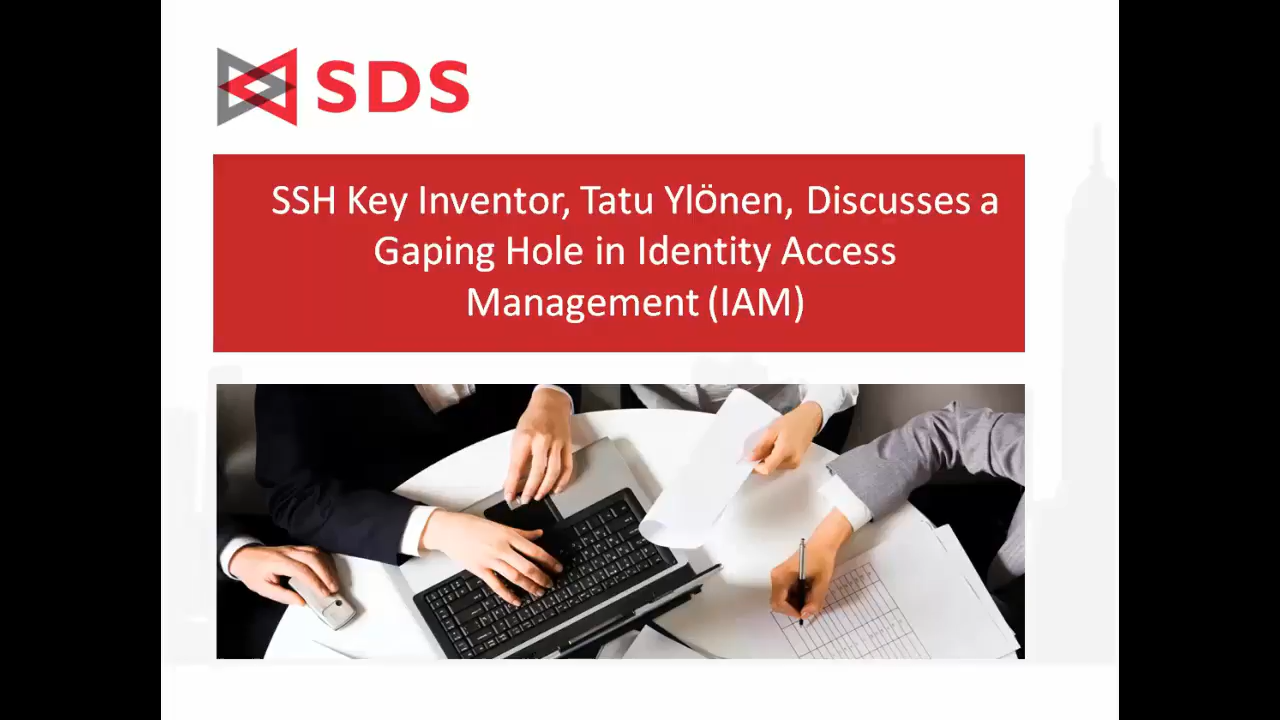 SDS
SSH Key Inventor, Tatu Ylönen, Discusses a
Gaping Hole in Identity Access
Management (IAM)